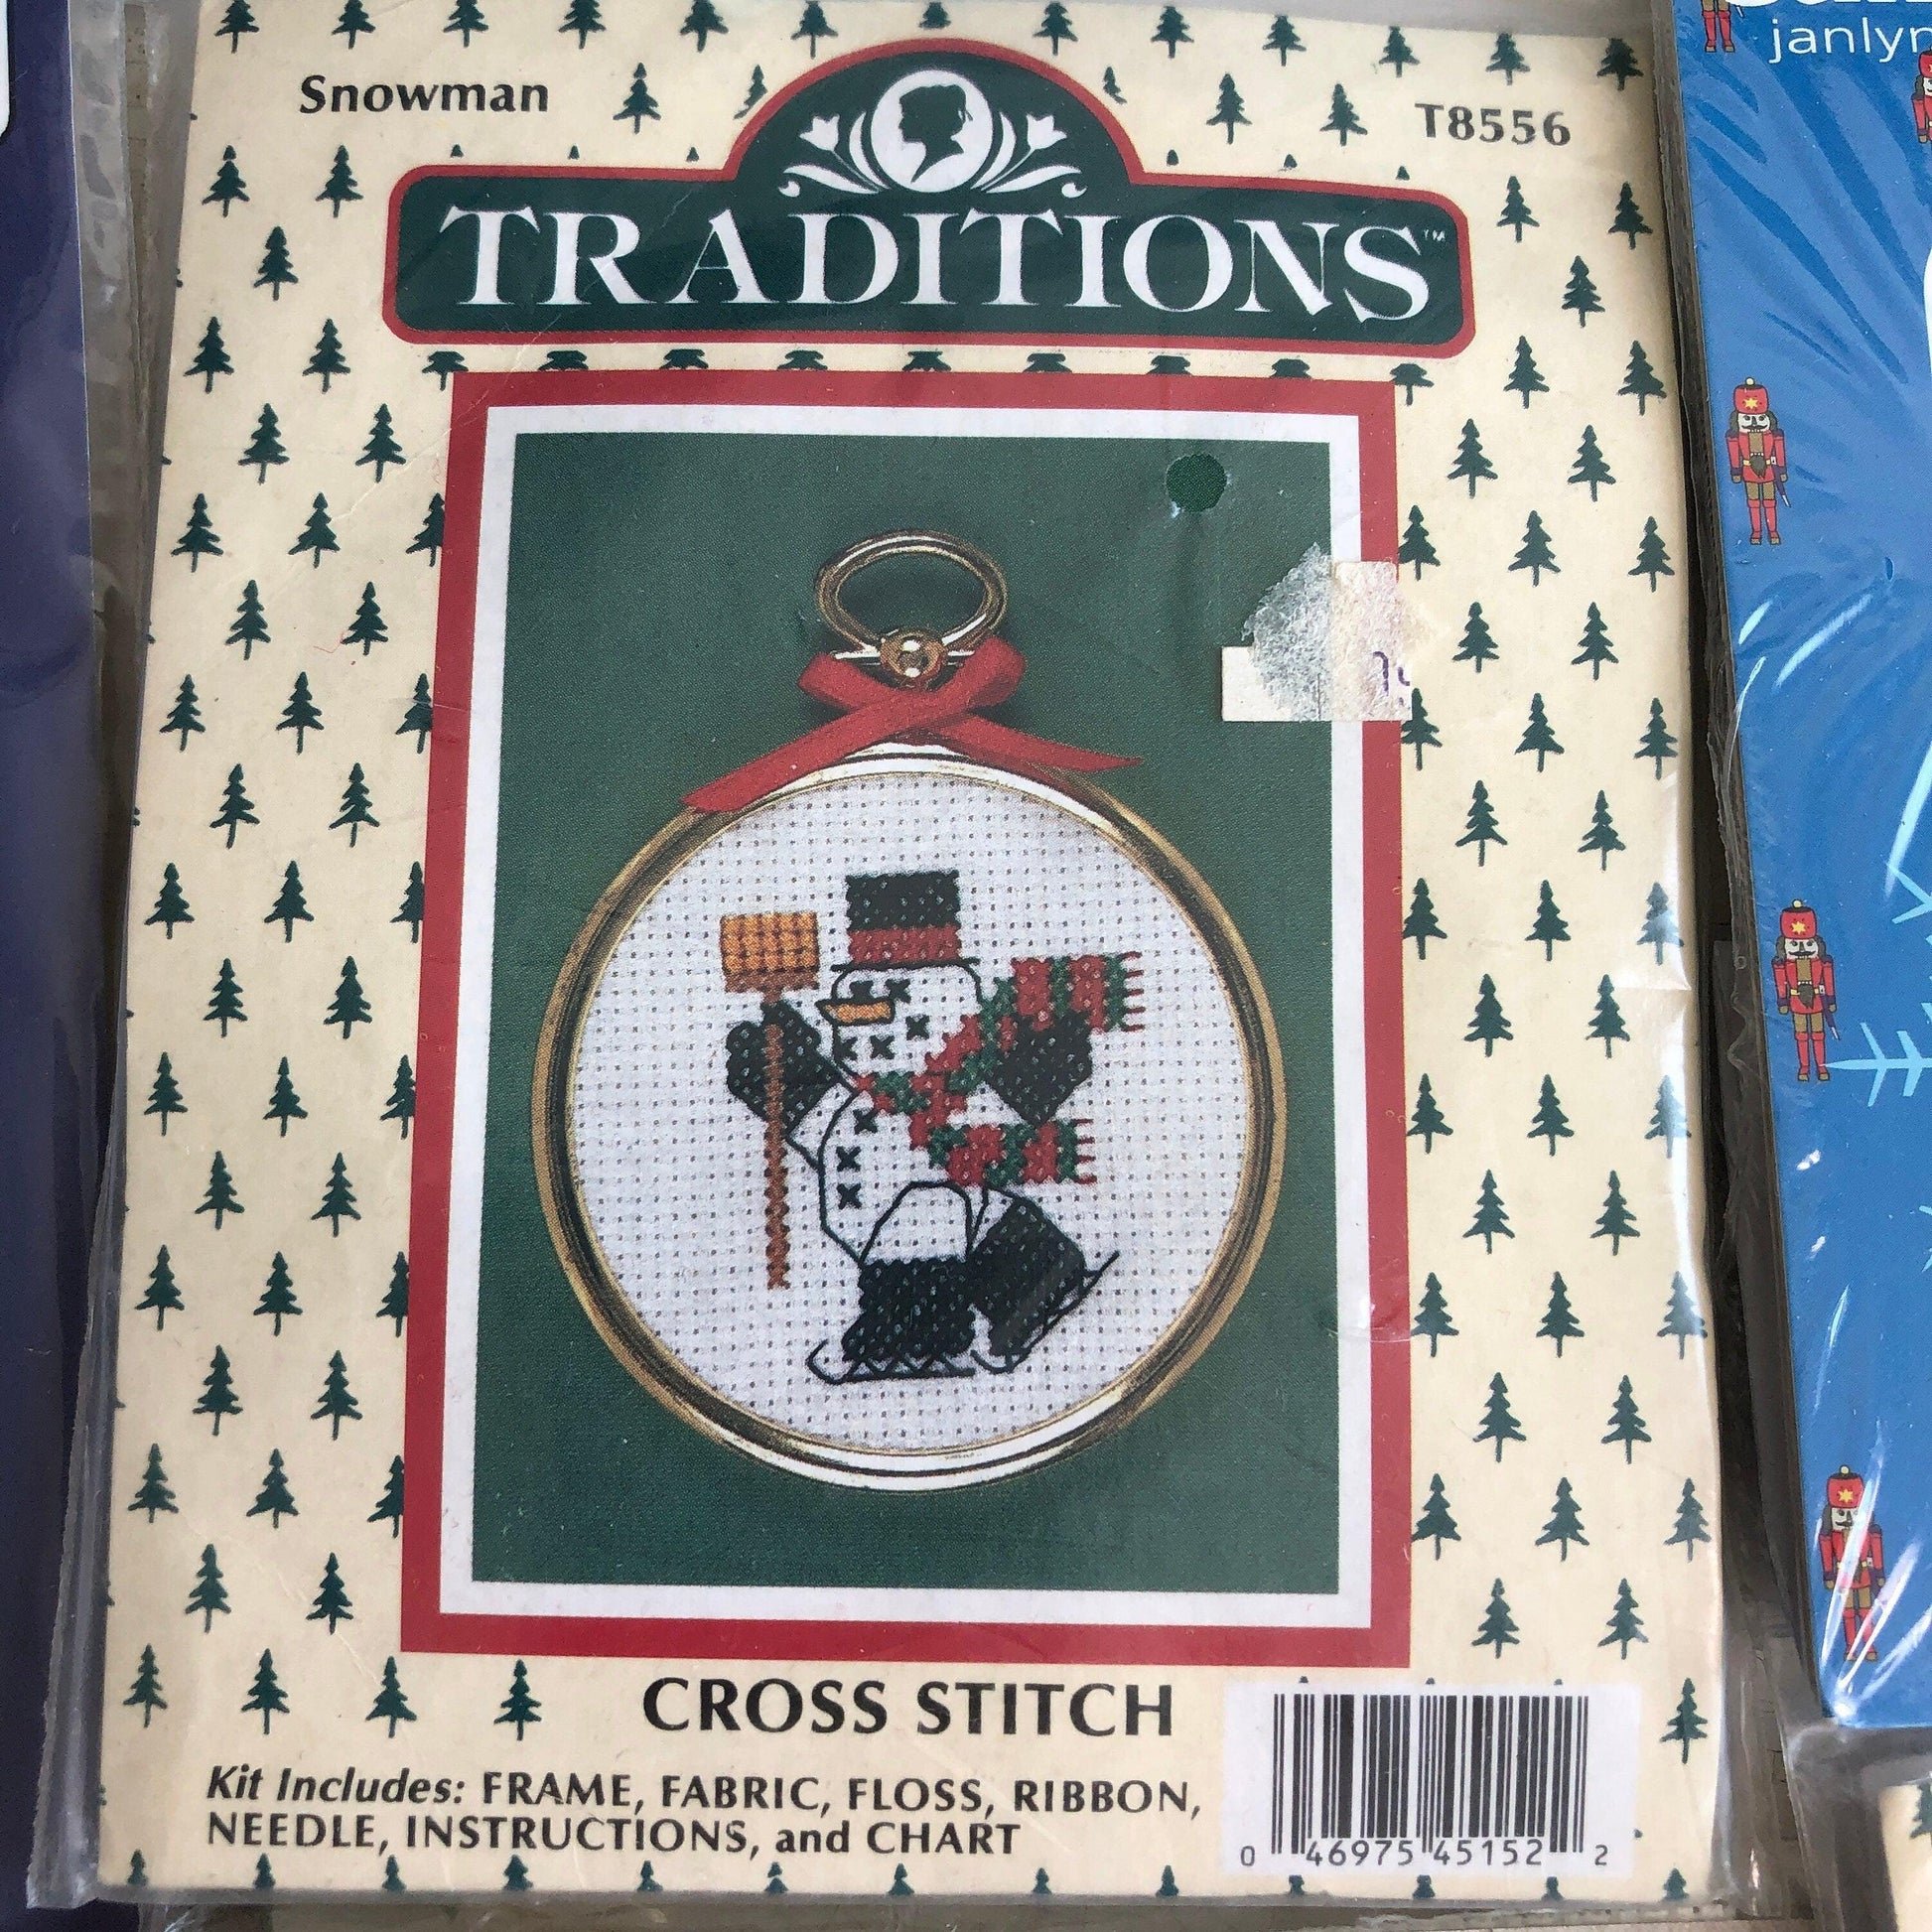 Snowman
T8556
TRADITIONS™
janlyn
CROSS STITCH
Kit Includes: FRAME, FABRIC, FLOSS, RIBBON,
NEEDLE, INSTRUCTIONS, and CHART
0 46975 45152 2